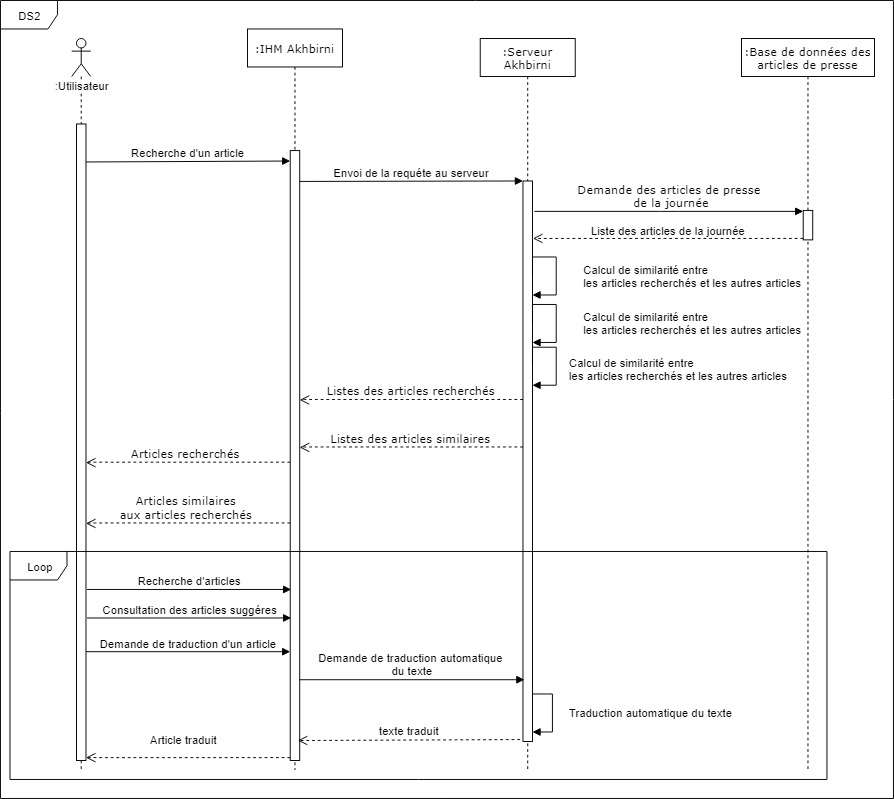 DS2
:Utilisateur
:IHM Akhbirni
:Serveur
Akhbirni
:Base de données des
articles de presse
Recherche d'un article
Envoi de la requéte au serveur
Demande des articles de presse
de la journée
Liste des articles de la journée
Calcul de similarité entre
les articles recherchés et les autres articles
Calcul de similarité entre
les articles recherchés et les autres articles
Calcul de similarité entre
les articles recherchés et les autres articles
Listes des articles recherchés
Listes des articles similaires
Articles recherchés
Articles similaires
aux articles recherchés
Loop
Recherche d'articles
Consultation des articles suggéres
Demande de traduction d'un article
Demande de traduction automatique
du texte
Traduction automatique du texte
texte traduit
Article traduit